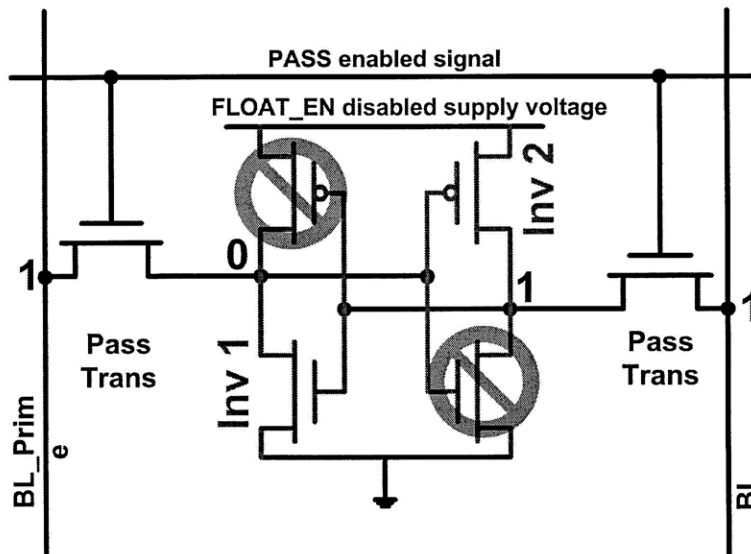 PASS enabled signal
FLOAT_EN disabled supply voltage
Inv 2
0
1
1
1
Pass
Trans
Inv 1
Pass
Trans
BL_Prim
e
BL